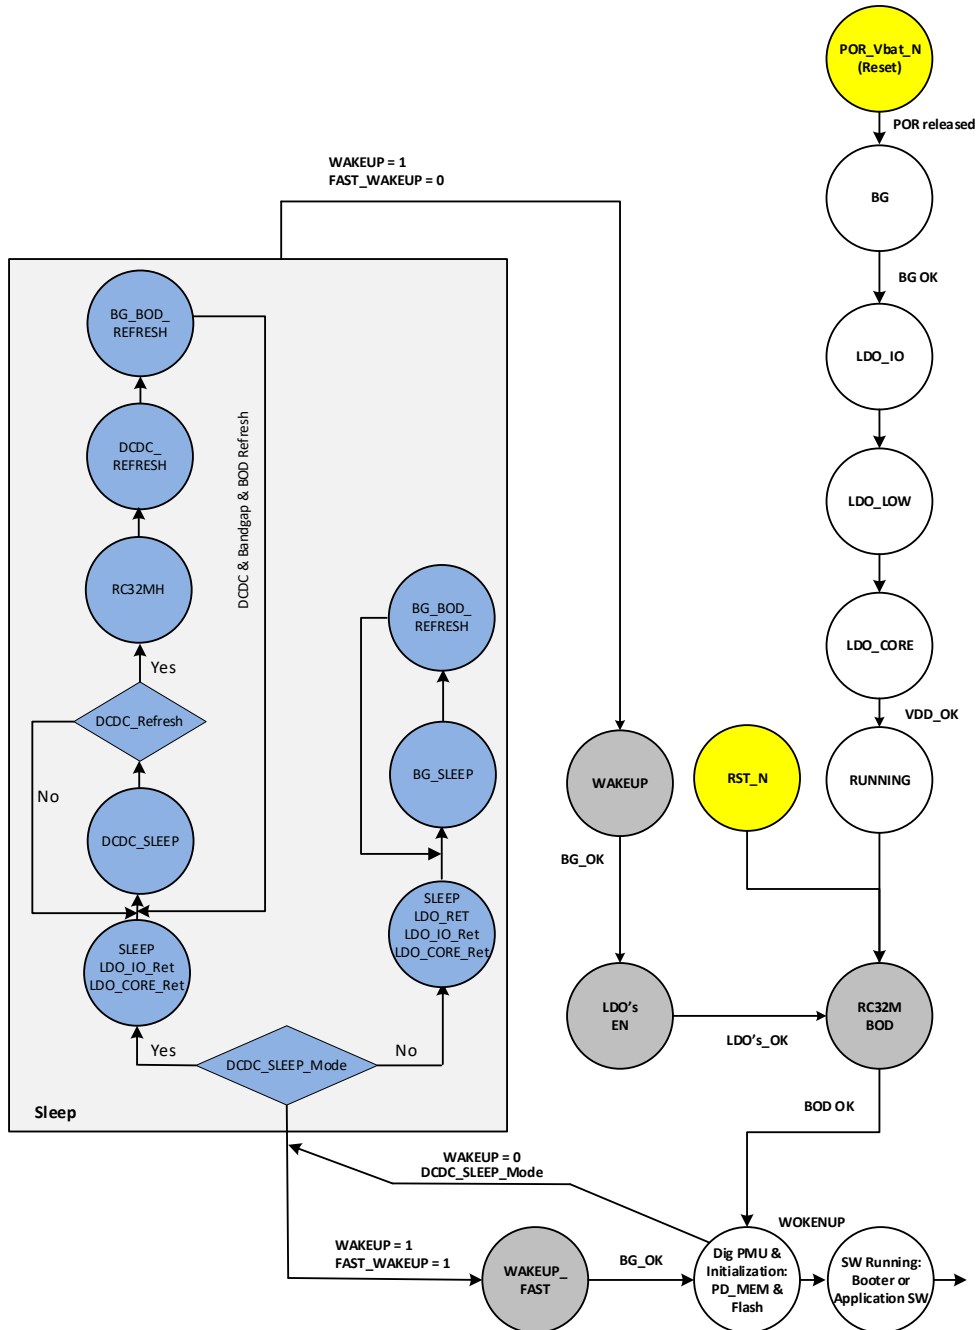 POR_Vbat_N
(Reset)
POR released
WAKEUP = 1
FAST_WAKEUP = 0
BG
BG OK
BG_BOD_
REFRESH
LDO_IO
DCDC_
REFRESH
DCDC & Bandgap & BOD Refresh
LDO_LOW
RC32MH
BG_BOD_
REFRESH
LDO_CORE
Yes
DCDC_Refresh
VDD_OK
No
BG_SLEEP
WAKEUP
RST_N
RUNNING
DCDC_SLEEP
BG_OK
SLEEP
LDO_IO_Ret
LDO_CORE_Ret
SLEEP
LDO_RET
LDO_IO_Ret
LDO_CORE_Ret
LDO's
EN
LDO's_OK
RC32M
BOD
Yes
DCDC_SLEEP_Mode
No
Sleep
BOD OK
WAKEUP = 0
DCDC_SLEEP_Mode
WOKENUP
WAKEUP = 1
FAST_WAKEUP = 1
WAKEUP_
FAST
BG_OK
Dig PMU &
Initialization:
PD_MEM &
Flash
SW Running:
Booter or
Application SW